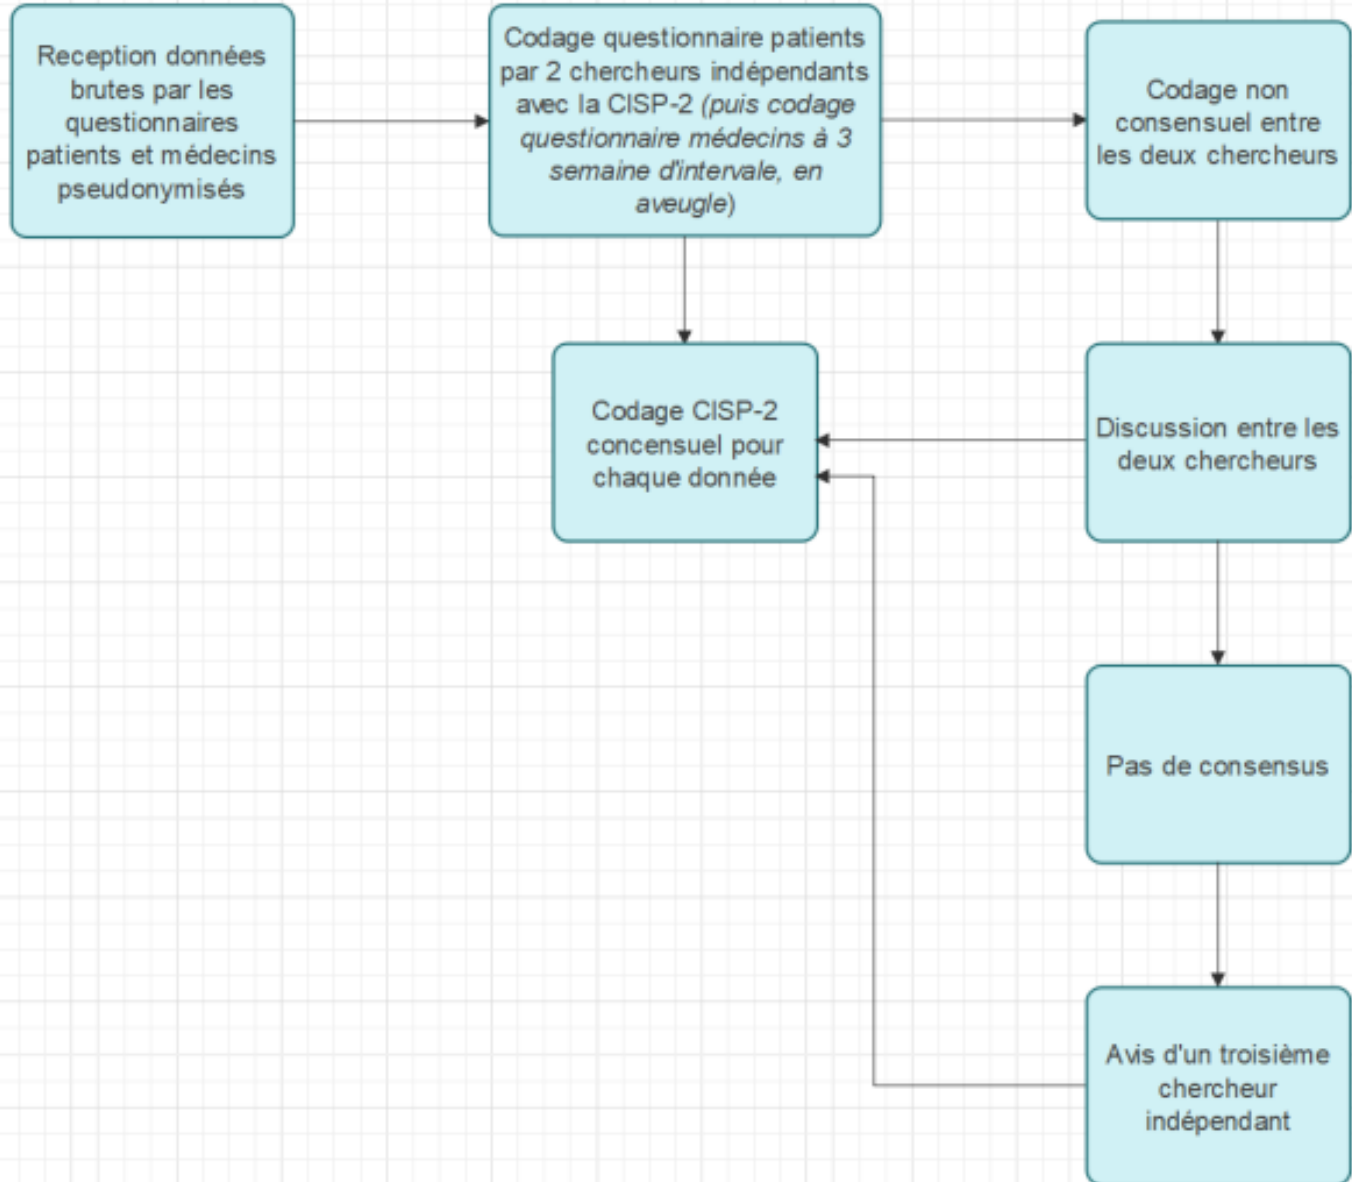 Reception données
brutes par les
questionnaires
patients et médecins
pseudonymisés
Codage questionnaire patients
par 2 chercheurs indépendants
avec la CISP-2 (puis codage
questionnaire médecins à 3
semaine d'intervale, en
aveugle)
Codage non
consensuel entre
les deux chercheurs
Codage CISP-2
concensuel pour
chaque donnée
Discussion entre les
deux chercheurs
Pas de consensus
Avis d'un troisième
chercheur
indépendant